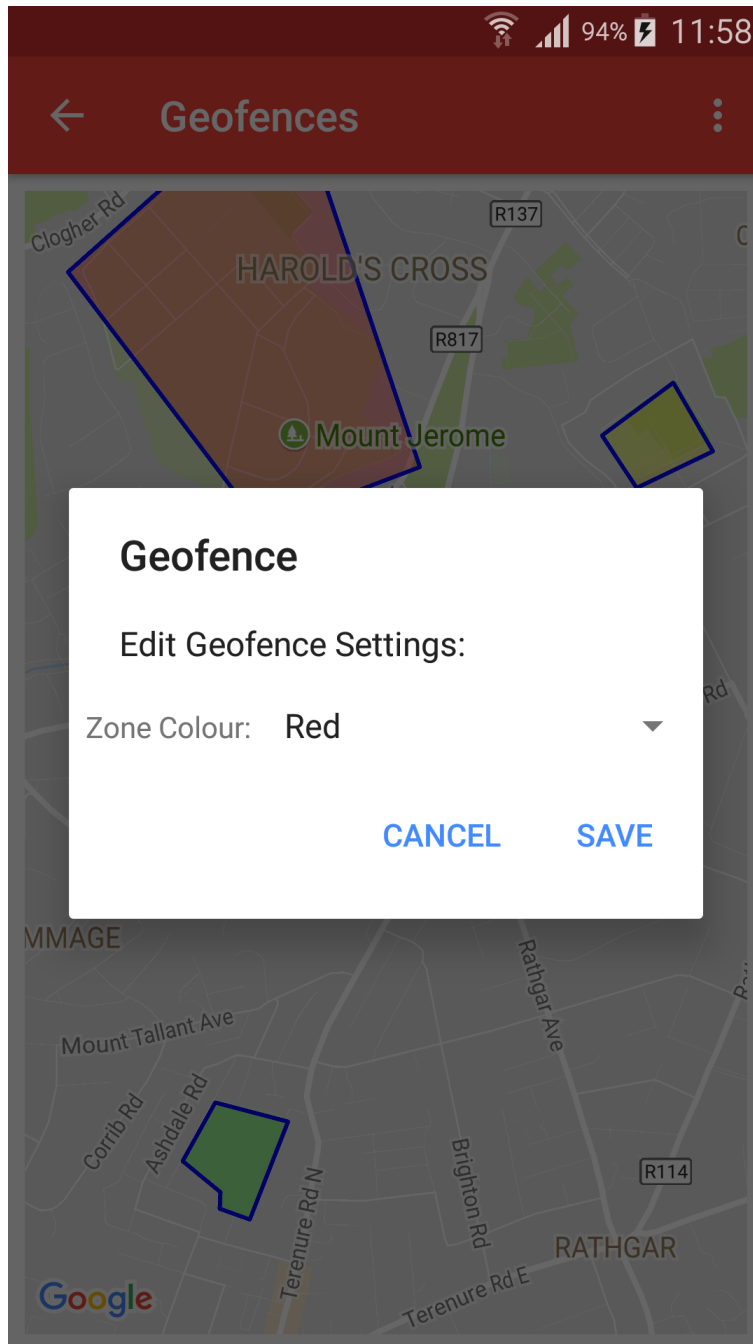 94% 11:58
Geofences
Clogher Rd
R137
HAROLD'S CROSS
R817
Mount Jerome
Geofence
Edit Geofence Settings:
Rd
Zone Colour: Red
CANCEL SAVE
MMAGE
Rathgar Ave
Mount Tallant Ave
Ashdale Rd
Corrib Rd
Brighton Rd
R114
Terenure Rd N
RATHGAR
Terenure Rd E
Google